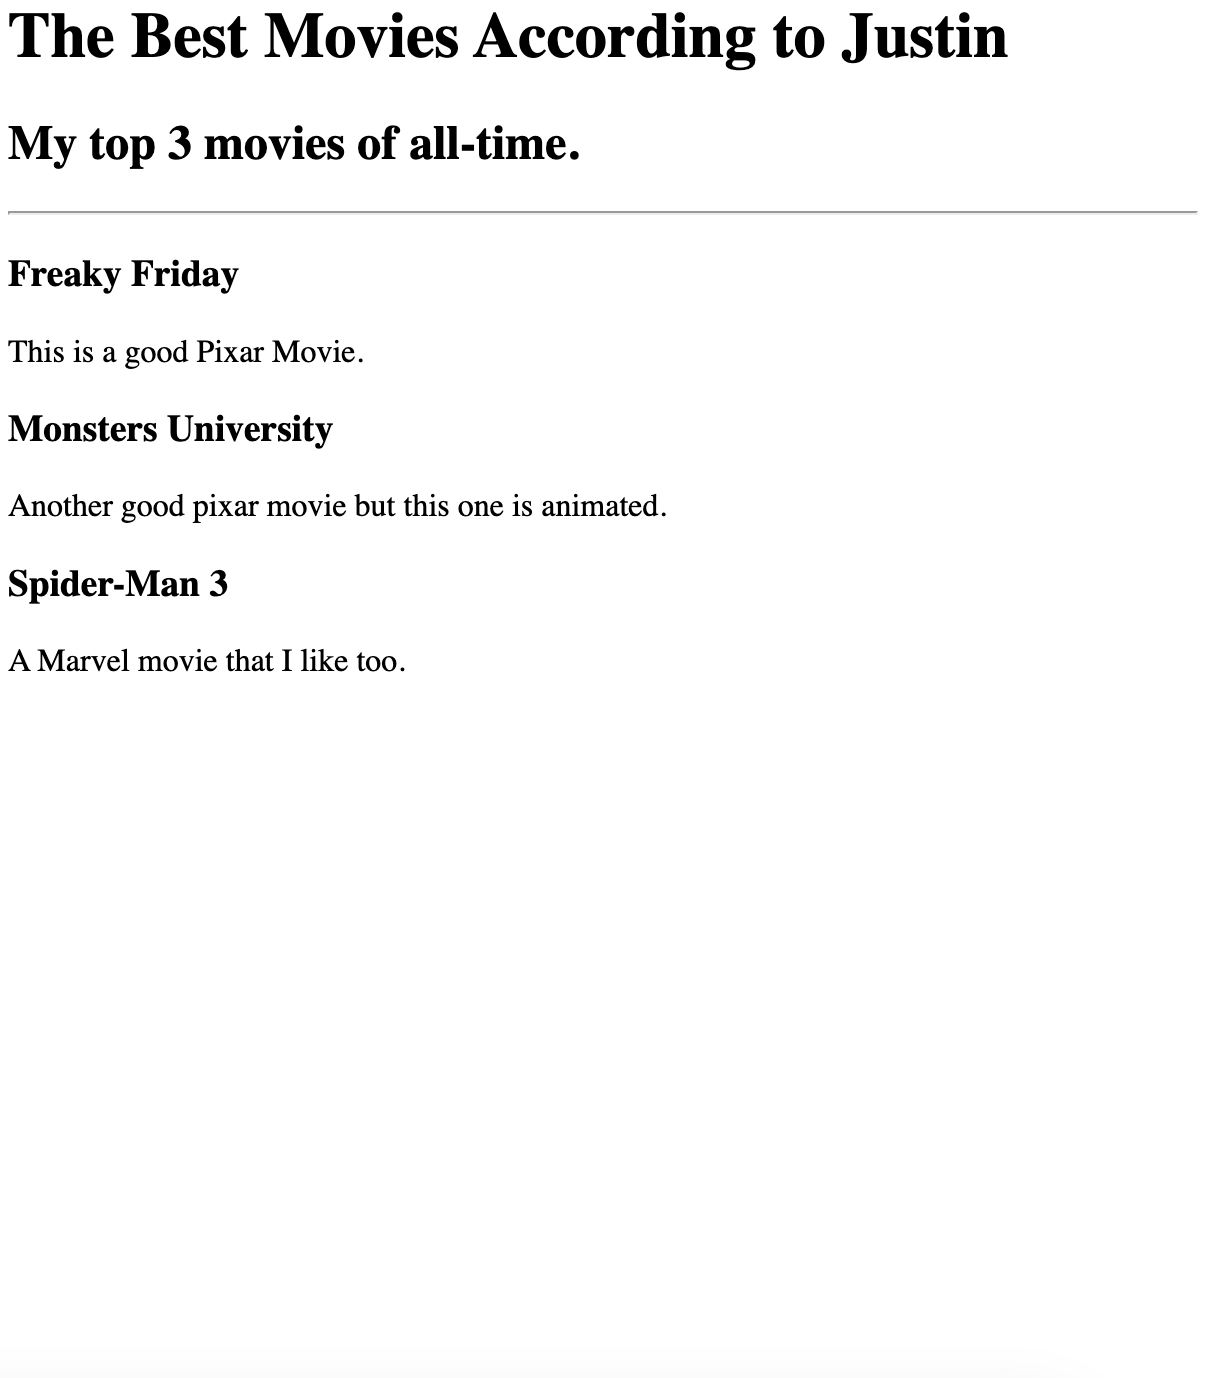 The Best Movies According to Justin
My top 3 movies of all-time.
Freaky Friday
This is a good Pixar Movie.
Monsters University
Another good pixar movie but this one is animated.
Spider-Man 3
A Marvel movie that I like too.